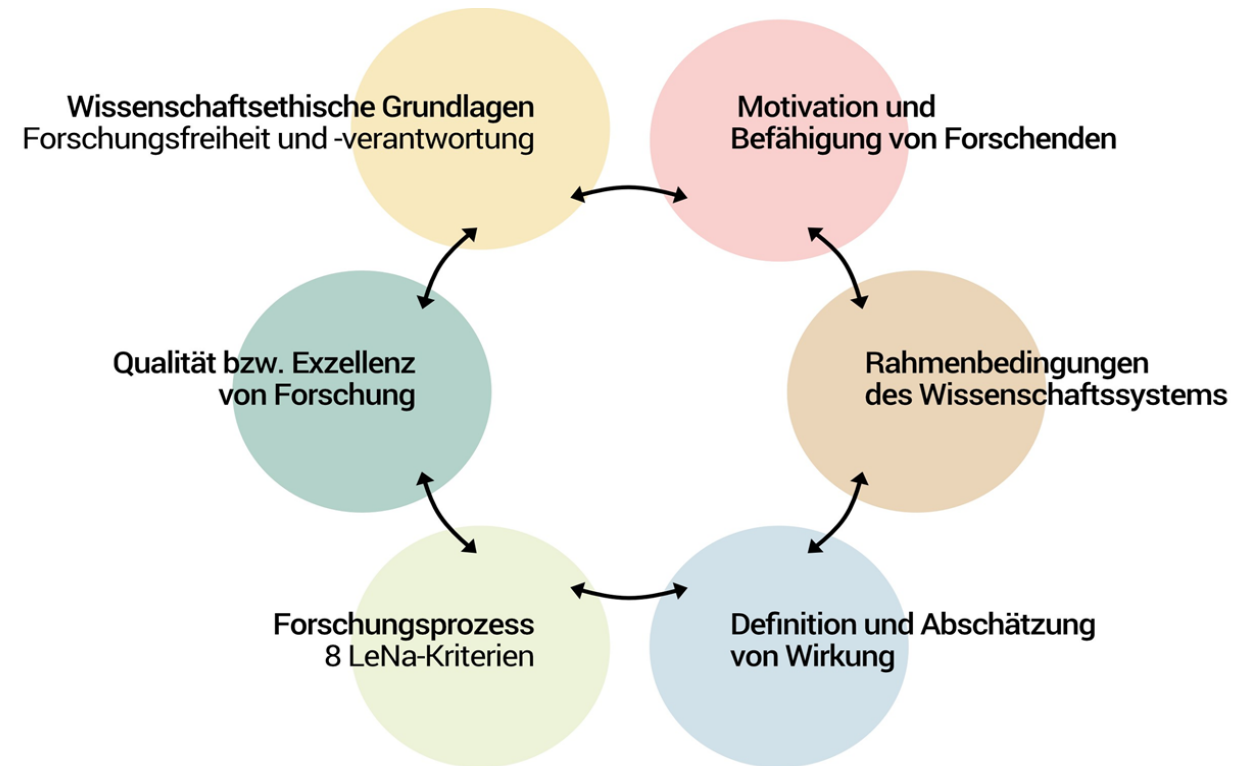 Wissenschaftsethische Grundlagen
Forschungsfreiheit und -verantwortung
Motivation und
Befähigung von Forschenden
Qualität bzw. Exzellenz
von Forschung
Rahmenbedingungen
des Wissenschaftssystems
Forschungsprozess
8 LeNa-Kriterien
Definition und Abschätzung
von Wirkung